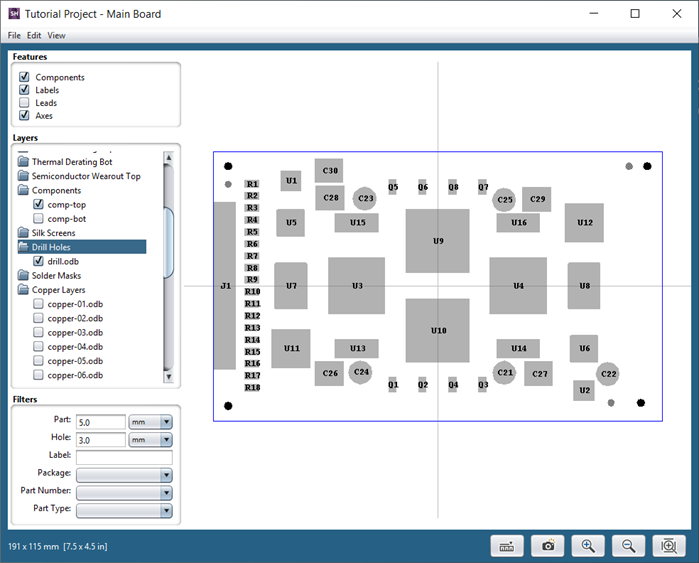 SH Tutorial Project - Main Board
File Edit View
Features
Components
Labels
Leads
Axes
Layers
Thermal Derating Bot
Semiconductor Wearout Top
Components
comp-top
comp-bot
Silk Screens
Drill Holes
drill.odb
Solder Masks
Copper Layers
copper-01.odb
copper-02.odb
copper-03.odb
copper-04.odb
copper-05.odb
copper-06.odb
Filters
Part: 5.0 mm
Hole: 3.0 mm
Label:
Package:
Part Number:
Part Type:
C30
U1
R1 Q5 Q6 Q8 Q7
R2 C28 C23 C25 C29
R3
R4 U5 U15 U16 U12
R5
R6 U9
R7
R8
R9
J1 R10 U7 U3 U4 U8
R11
R12
R13 U10
R14
R15 U11 U13 U14 U6
R16
R17 C26 C24 C21 C27 C22
R18 Q1 Q2 Q4 Q3 U2
191 x 115 mm [7.5 x 4.5 in]